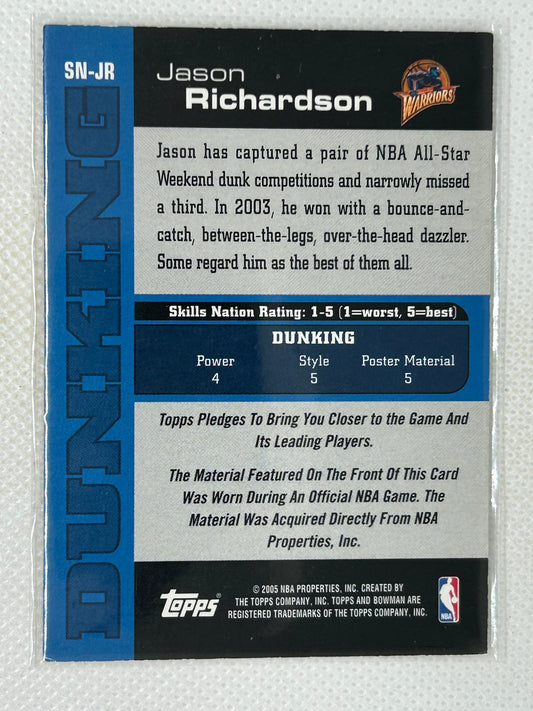 SN-JR
Jason
Richardson
WARRIORS
DUNKING
Jason has captured a pair of NBA All-Star
Weekend dunk competitions and narrowly missed
a third. In 2003, he won with a bounce-and-
catch, between-the-legs, over-the-head dazzler.
Some regard him as the best of them all.
Skills Nation Rating: 1-5 (1=worst, 5=best)
DUNKING
Power Style Poster Material
4 5 5
Topps Pledges To Bring You Closer to the Game And
Its Leading Players.
The Material Featured On The Front Of This Card
Was Worn During An Official NBA Game. The
Material Was Acquired Directly From NBA
Properties, Inc.
topps
© 2005 NBA PROPERTIES, INC. CREATED BY
THE TOPPS COMPANY, INC. TOPPS AND BOWMAN ARE
REGISTERED TRADEMARKS OF THE TOPPS COMPANY, INC.
NBA